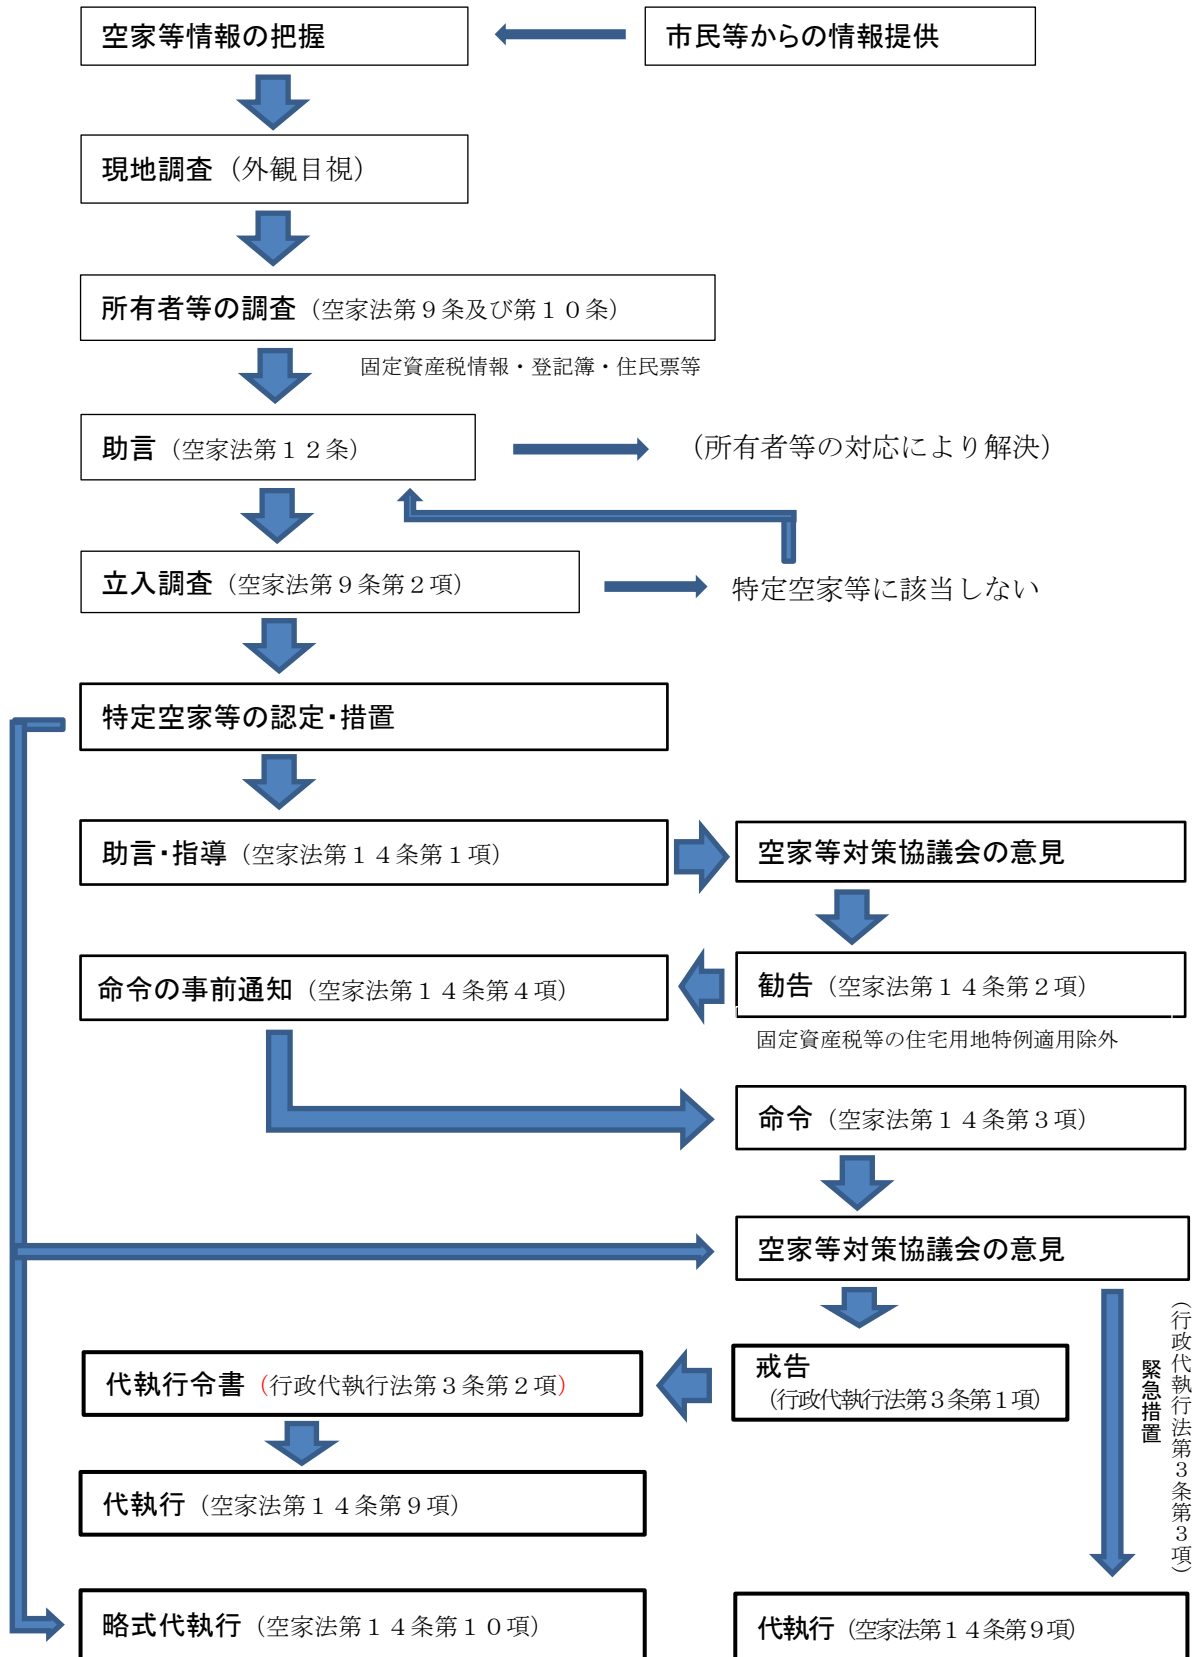 空家等情報の把握
市民等からの情報提供
現地調査（外観目視）
所有者等の調査（空家法第９条及び第１０条）
固定資産税情報・登記簿・住民票等
助言（空家法第１２条）
（所有者等の対応により解決）
立入調査（空家法第９条第２項）
特定空家等に該当しない
特定空家等の認定・措置
助言・指導（空家法第１４条第１項）
空家等対策協議会の意見
命令の事前通知（空家法第１４条第４項）
勧告（空家法第１４条第２項）
固定資産税等の住宅用地特例適用除外
命令（空家法第１４条第３項）
空家等対策協議会の意見
戒告
（行政代執行法第３条第１項）
代執行令書（行政代執行法第３条第２項）
緊急措置
（行政代執行法第３条第３項）
代執行（空家法第１４条第９項）
略式代執行（空家法第１４条第１０項）
代執行（空家法第１４条第９項）